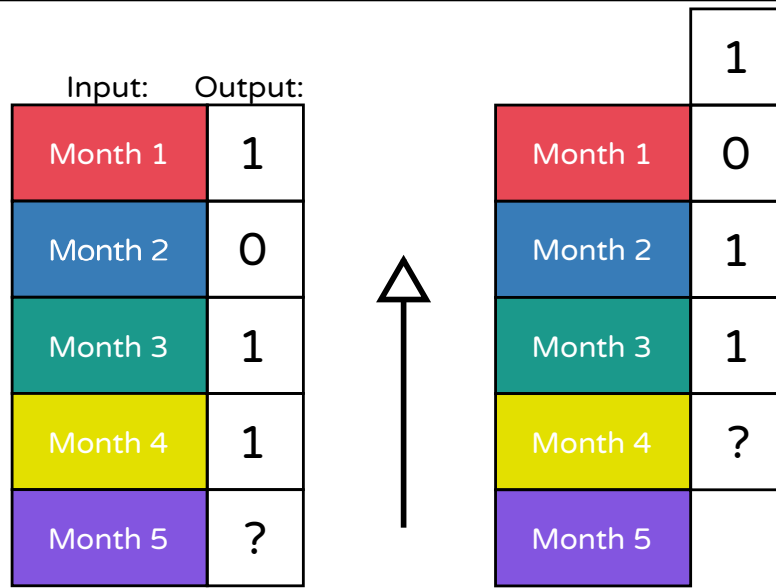 Input: Output:
Month 1 1
Month 2 0
Month 3 1
Month 4 1
Month 5 ?
1
Month 1 0
Month 2 1
Month 3 1
Month 4 ?
Month 5